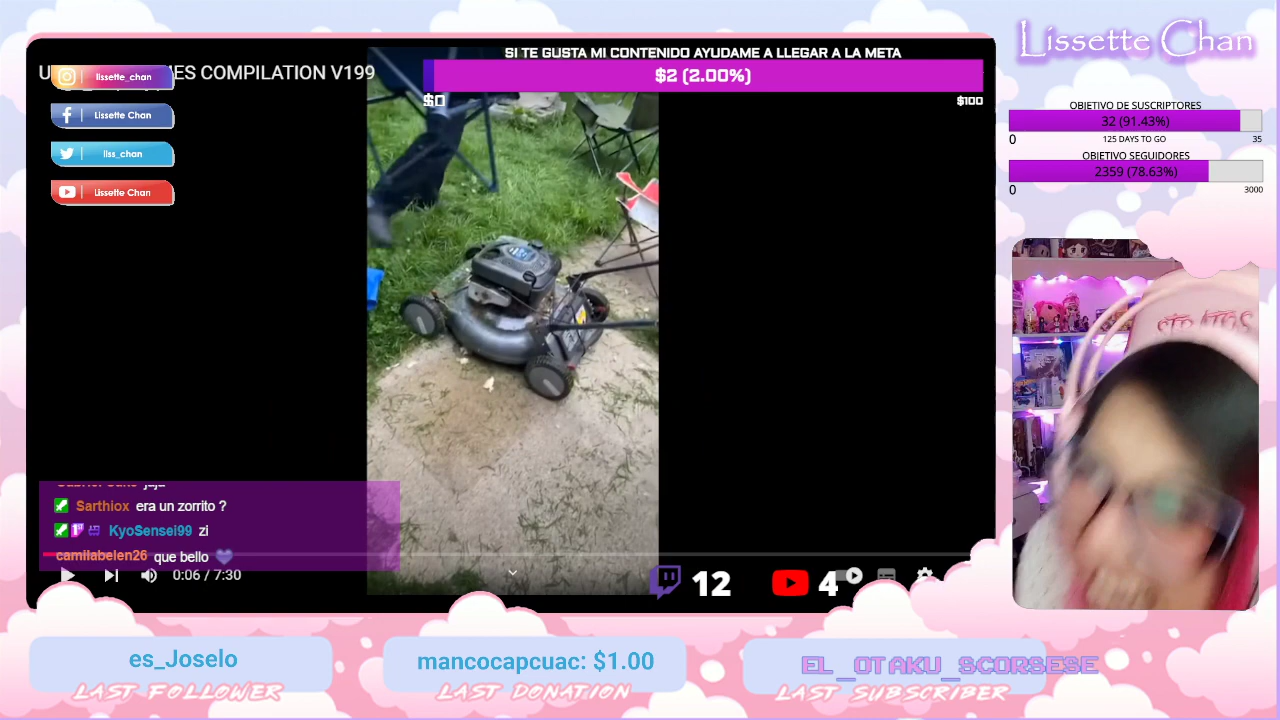 SI TE GUSTA MI CONTENIDO AYUDAME A LLEGAR A LA META
$2 (2.00%)
$0
$100
ES COMPILATION V199
lissette_chan
Lissette Chan
liss_chan
Lissette Chan
Lissette Chan
OBJETIVO DE SUSCRIPTORES
32 (91.43%)
0
125 DAYS TO GO
35
OBJETIVO SEGUIDORES
2359 (78.63%)
0
3000
Sarthiox era un zorrito ?
KyoSensei99 zi
camilabelen26 que bello
0:06 / 7:30
12
4
es_Joselo
LAST FOLLOWER
mancocapcuac: $1.00
LAST DONATION
EL_OTAKU_SCORSESE
LAST SUBSCRIBER